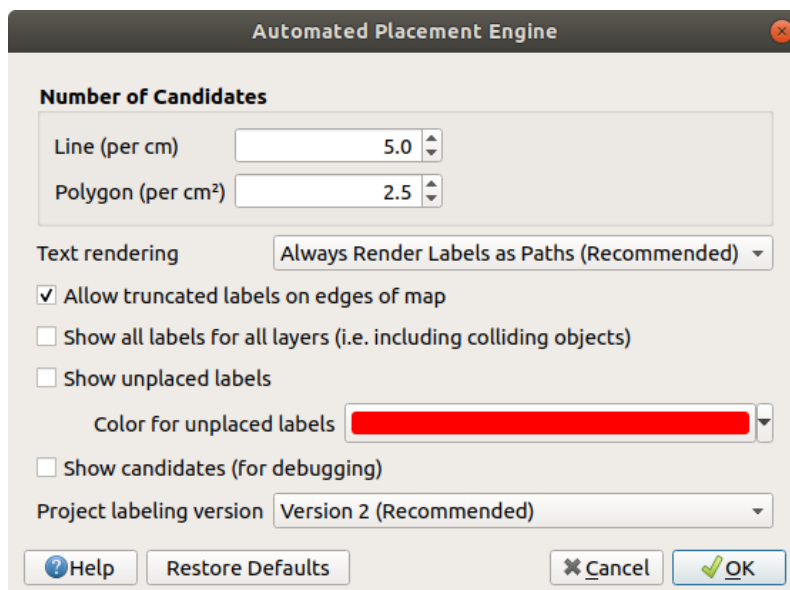 Automated Placement Engine
Number of Candidates
Line (per cm) 5.0
Polygon (per cm²) 2.5
Text rendering Always Render Labels as Paths (Recommended)
Allow truncated labels on edges of map
Show all labels for all layers (i.e. including colliding objects)
Show unplaced labels
Color for unplaced labels
Show candidates (for debugging)
Project labeling version Version 2 (Recommended)
Help Restore Defaults Cancel OK